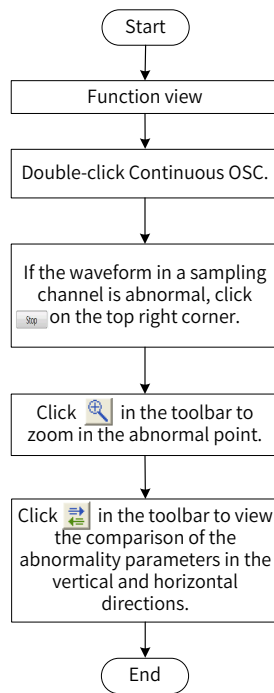 Start
Function view
Double-click Continuous OSC.
If the waveform in a sampling
channel is abnormal, click
Stop on the top right corner.
Click in the toolbar to
zoom in the abnormal point.
Click in the toolbar to view
the comparison of the
abnormality parameters in the
vertical and horizontal
directions.
End